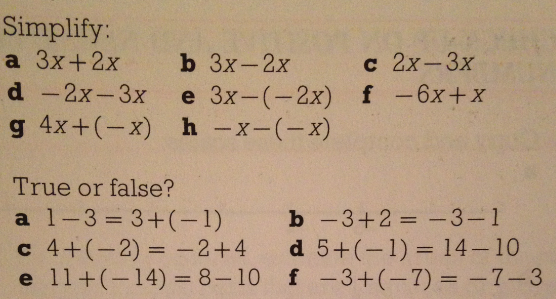 Simplify:
a 3x+2x b 3x−2x c 2x−3x
d −2x−3x e 3x−(−2x) f −6x+x
g 4x+(−x) h −x−(−x)
True or false?
a 1−3 = 3+(−1) b −3+2 = −3−1
c 4+(−2) = −2+4 d 5+(−1) = 14−10
e 11+(−14) = 8−10 f −3+(−7) = −7−3